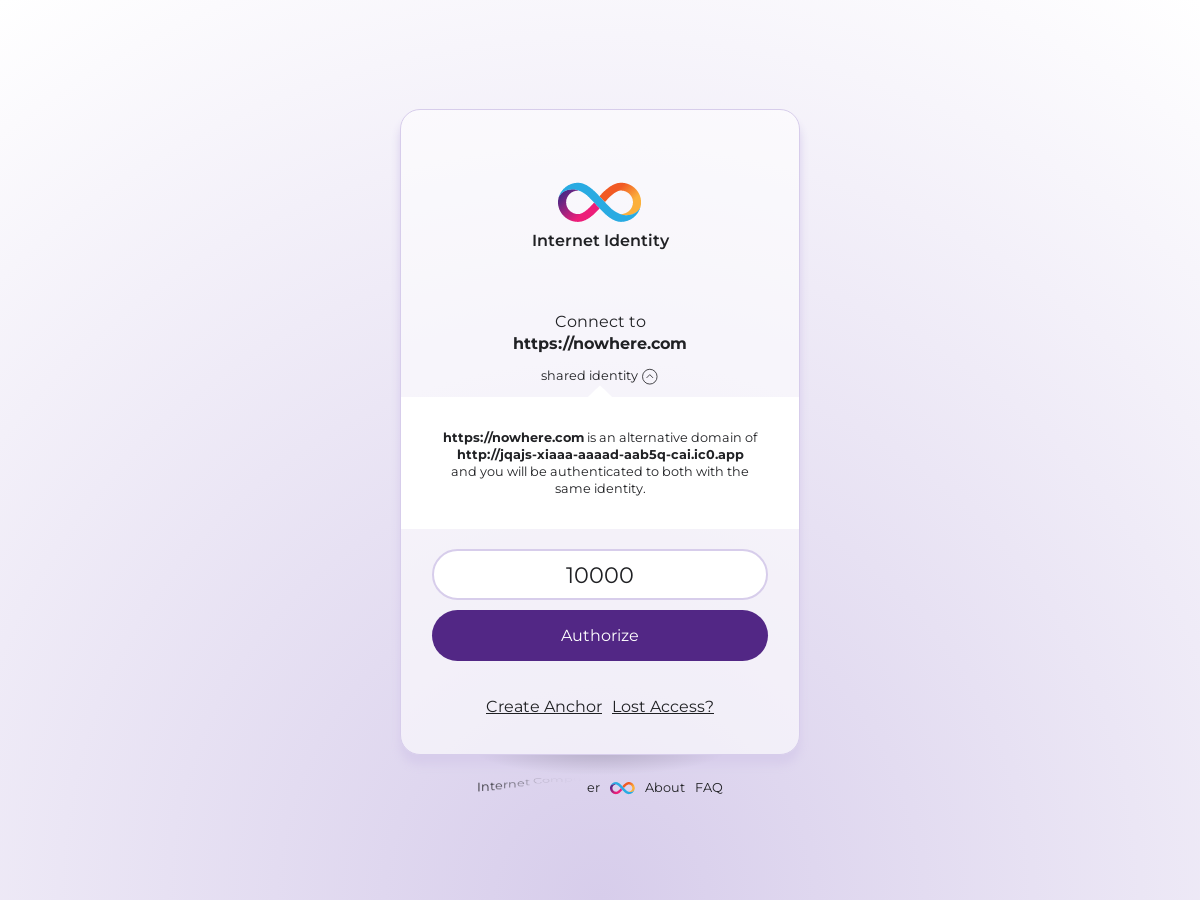 Internet Identity
Connect to
https://nowhere.com
shared identity
https://nowhere.com is an alternative domain of
http://jqajs-xiaaa-aaaad-aab5q-cai.ic0.app
and you will be authenticated to both with the
same identity.
10000
Authorize
Create Anchor Lost Access?
Internet er About FAQ